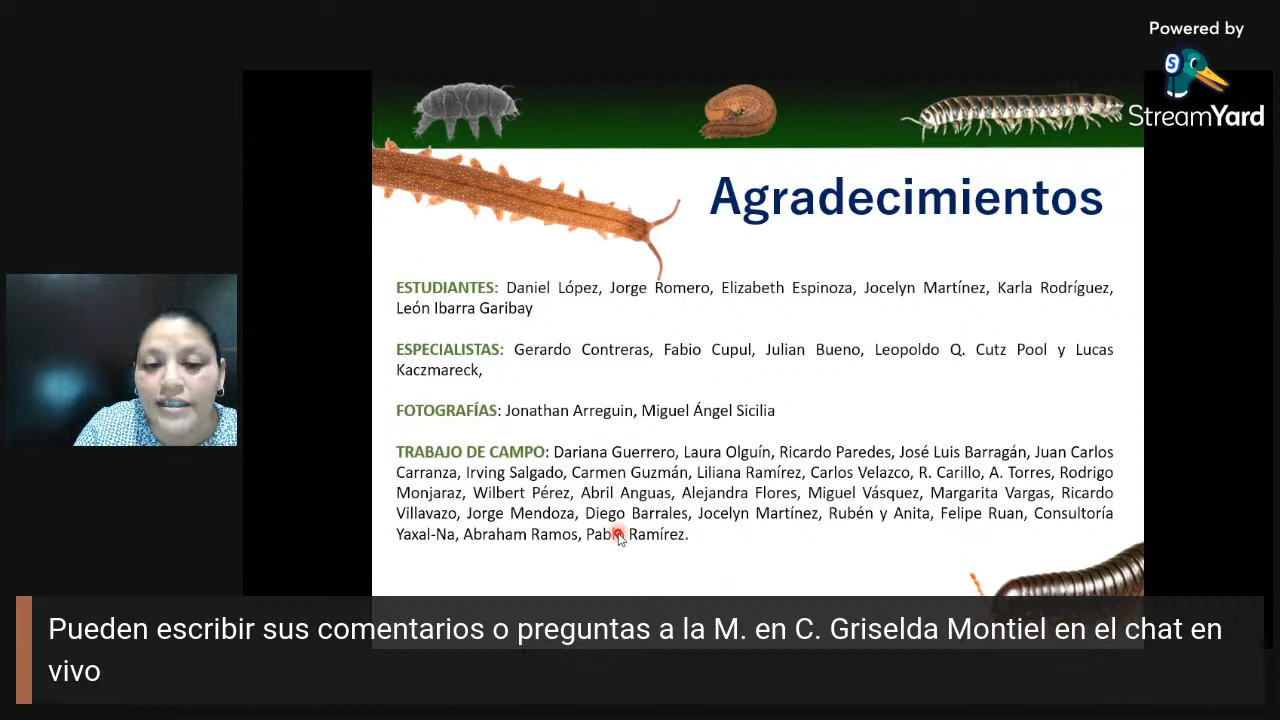 Powered by
StreamYard
Agradecimientos
ESTUDIANTES: Daniel López, Jorge Romero, Elizabeth Espinoza, Jocelyn Martínez, Karla Rodríguez,
León Ibarra Garibay
ESPECIALISTAS: Gerardo Contreras, Fabio Cupul, Julian Bueno, Leopoldo Q. Cutz Pool y Lucas
Kaczmareck,
FOTOGRAFÍAS: Jonathan Arreguin, Miguel Ángel Sicilia
TRABAJO DE CAMPO: Dariana Guerrero, Laura Olguín, Ricardo Paredes, José Luis Barragán, Juan Carlos
Carranza, Irving Salgado, Carmen Guzmán, Liliana Ramírez, Carlos Velazco, R. Carillo, A. Torres, Rodrigo
Monjaraz, Wilbert Pérez, Abril Anguas, Alejandra Flores, Miguel Vásquez, Margarita Vargas, Ricardo
Villavazo, Jorge Mendoza, Diego Barrales, Jocelyn Martínez, Rubén y Anita, Felipe Ruan, Consultoría
Yaxal-Na, Abraham Ramos, Pablo Ramírez.
Pueden escribir sus comentarios o preguntas a la M. en C. Griselda Montiel en el chat en
vivo